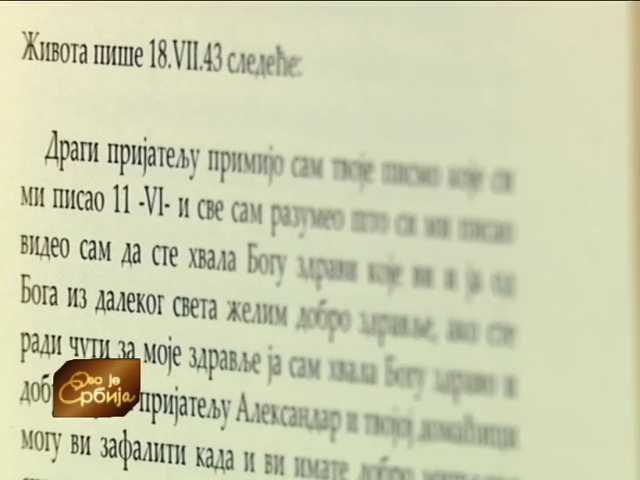 Живота пише 18.VII.43 следеће:
Драги пријатељу примијо сам твоје писмо које си
ми писао 11 -VI- и све сам разумео што си ми писао
видео сам да сте хвала Богу здрави које ви и ја од
Бога из далеког света желим добро здравље, ако сте
ради чути за моје здравље ја сам хвала Богу здраво и
пријатељу Александар и твојој домаћици
могу ви зафалити када и ви имате добро
Ово је
Србија